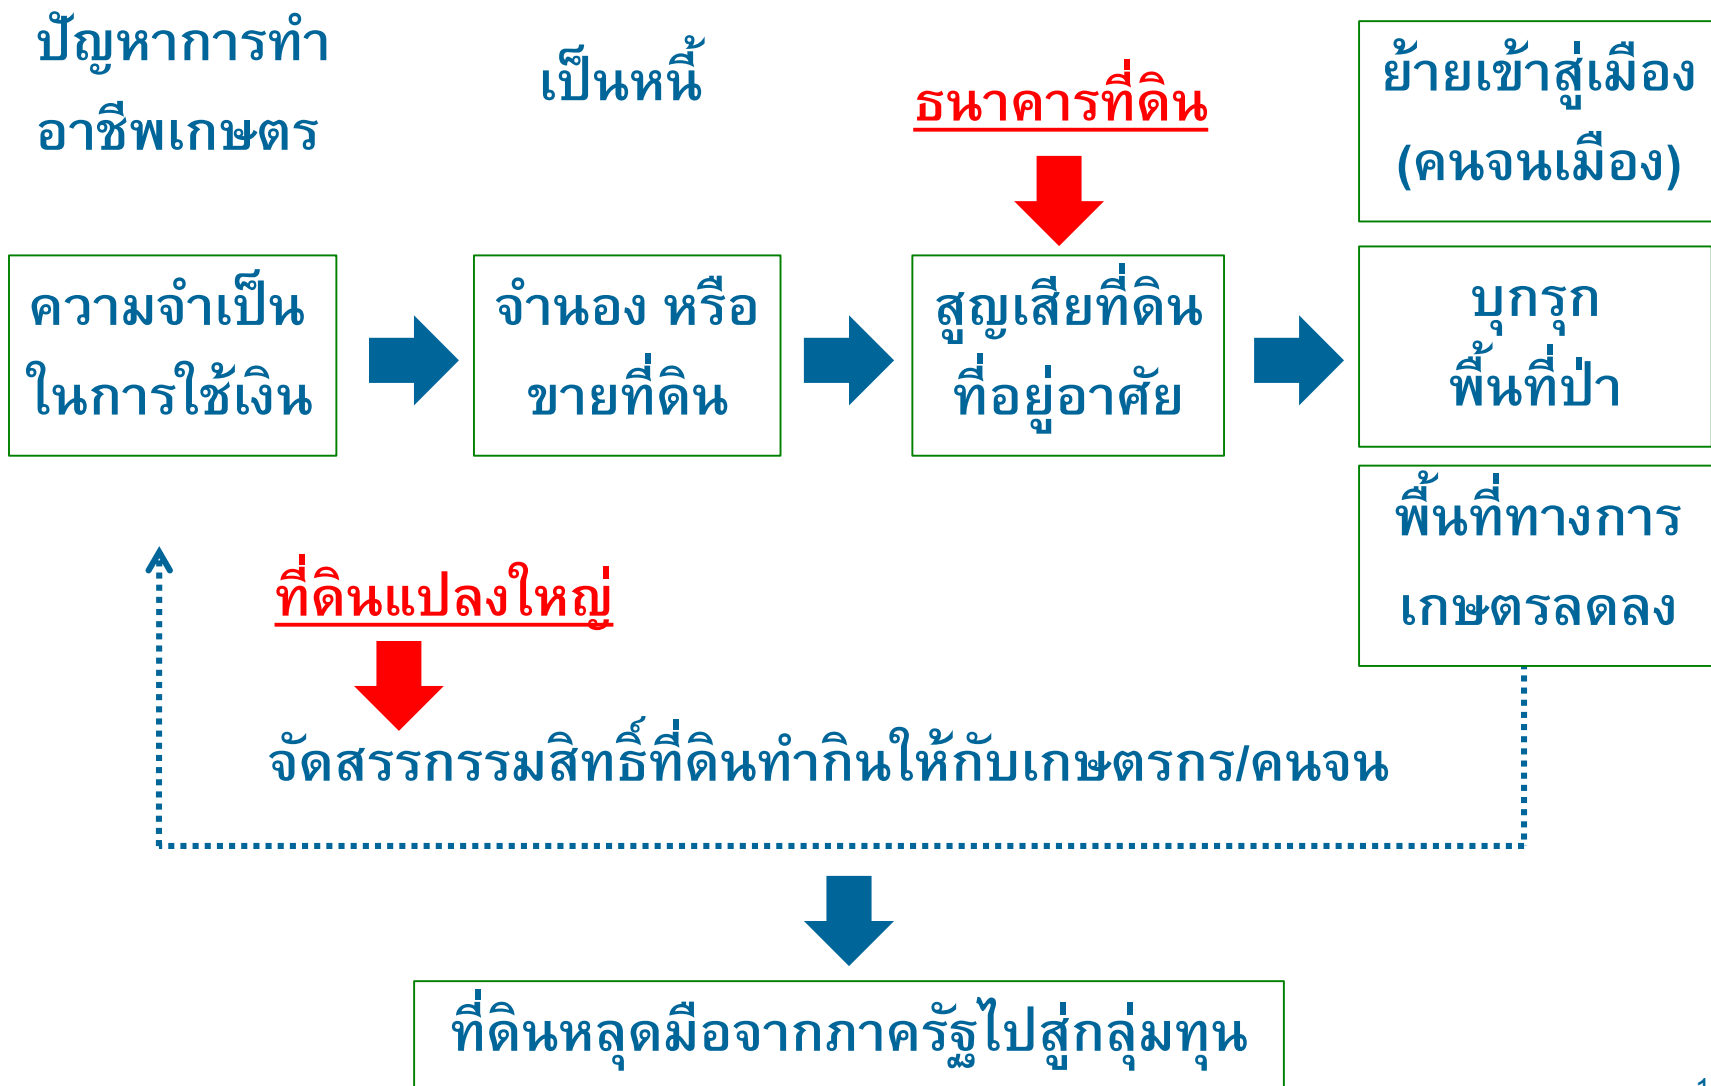 ปัญหาการทำ
อาชีพเกษตร
เป็นหนี้
ธนาคารที่ดิน
ย้ายเข้าสู่เมือง
(คนจนเมือง)
ความจำเป็น
ในการใช้เงิน
จำนอง หรือ
ขายที่ดิน
สูญเสียที่ดิน
ที่อยู่อาศัย
บุกรุก
พื้นที่ป่า
พื้นที่ทางการ
เกษตรลดลง
ที่ดินแปลงใหญ่
จัดสรรกรรมสิทธิ์ที่ดินทำกินให้กับเกษตรกร/คนจน
ที่ดินหลุดมือจากภาครัฐไปสู่กลุ่มทุน